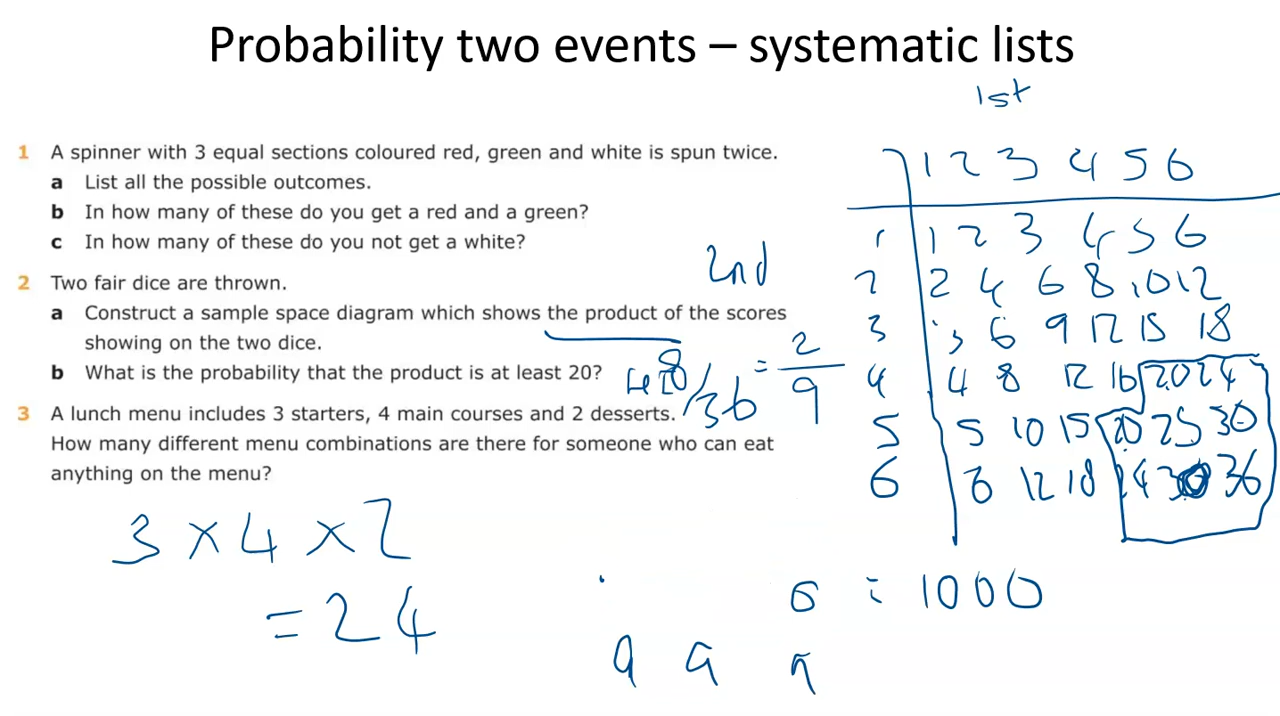 Probability two events – systematic lists
1 A spinner with 3 equal sections coloured red, green and white is spun twice.
a List all the possible outcomes.
b In how many of these do you get a red and a green?
c In how many of these do you not get a white?
2 Two fair dice are thrown.
a Construct a sample space diagram which shows the product of the scores
showing on the two dice.
b What is the probability that the product is at least 20?
8/36 = 2/9
3 A lunch menu includes 3 starters, 4 main courses and 2 desserts.
How many different menu combinations are there for someone who can eat
anything on the menu?
3 × 4 × 2
= 24
1st
1 2 3 4 5 6
2nd
1 1 2 3 4 5 6
2 2 4 6 8 10 12
3 3 6 9 12 15 18
4 4 8 12 16 20 24
5 5 10 15 20 25 30
6 6 12 18 24 30 36
= 1000
9 9 9